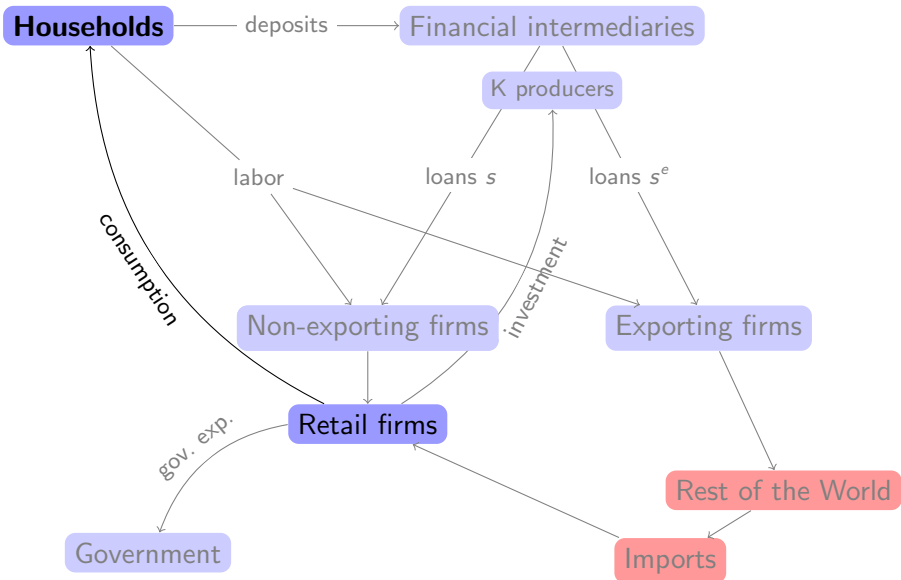 Households
deposits
Financial intermediaries
K producers
labor
loans s
loans sᵉ
consumption
investment
Non-exporting firms
Exporting firms
Retail firms
gov. exp.
Rest of the World
Government
Imports